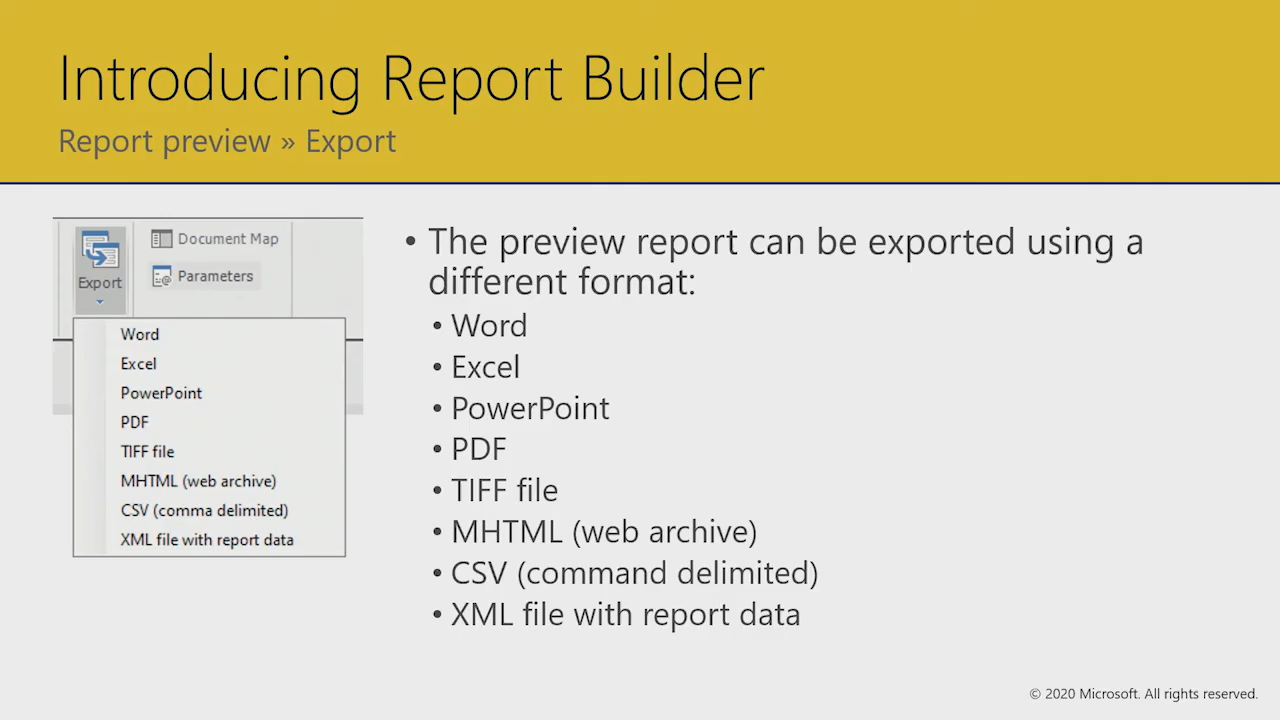 Introducing Report Builder
Report preview » Export
Export
Document Map
Parameters
Word
Excel
PowerPoint
PDF
TIFF file
MHTML (web archive)
CSV (comma delimited)
XML file with report data
• The preview report can be exported using a
different format:
• Word
• Excel
• PowerPoint
• PDF
• TIFF file
• MHTML (web archive)
• CSV (command delimited)
• XML file with report data
© 2020 Microsoft. All rights reserved.